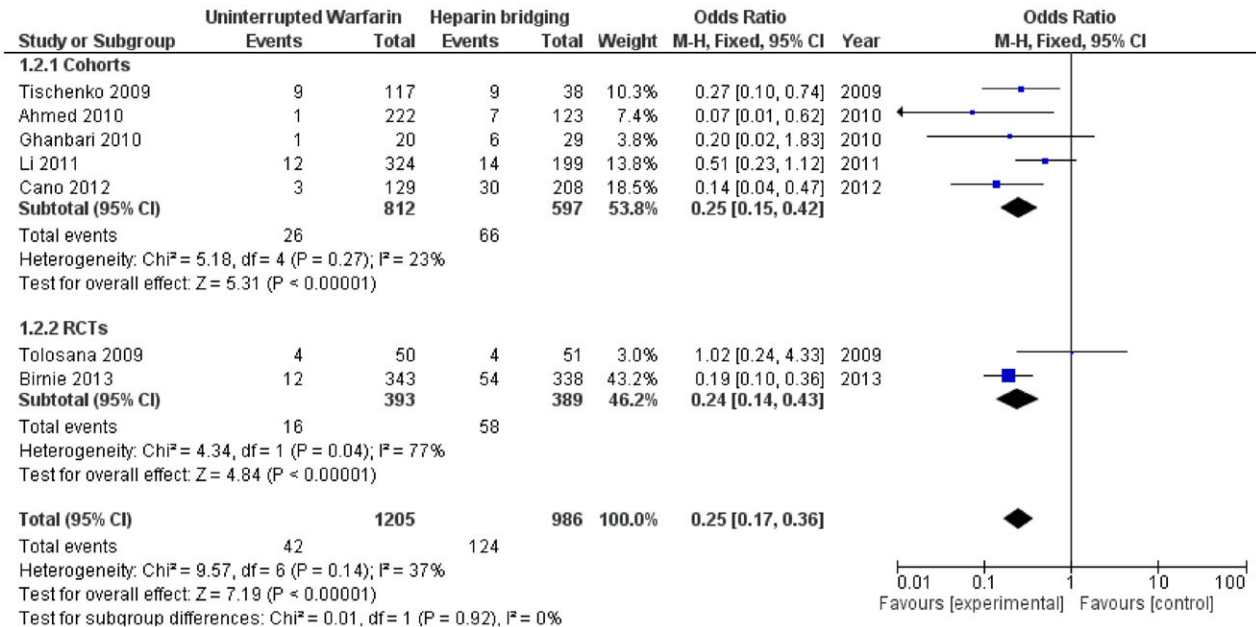 Uninterrupted Warfarin Heparin bridging Odds Ratio Odds Ratio
Study or Subgroup Events Total Events Total Weight M-H, Fixed, 95% CI Year M-H, Fixed, 95% CI
1.2.1 Cohorts
Tischenko 2009 9 117 9 38 10.3% 0.27 [0.10, 0.74] 2009
Ahmed 2010 1 222 7 123 7.4% 0.07 [0.01, 0.62] 2010
Ghanbari 2010 1 20 6 29 3.8% 0.20 [0.02, 1.83] 2010
Li 2011 12 324 14 199 13.8% 0.51 [0.23, 1.12] 2011
Cano 2012 3 129 30 208 18.5% 0.14 [0.04, 0.47] 2012
Subtotal (95% CI) 812 597 53.8% 0.25 [0.15, 0.42]
Total events 26 66
Heterogeneity: Chi² = 5.18, df = 4 (P = 0.27); I² = 23%
Test for overall effect: Z = 5.31 (P < 0.00001)
1.2.2 RCTs
Tolosana 2009 4 50 4 51 3.0% 1.02 [0.24, 4.33] 2009
Birnie 2013 12 343 54 338 43.2% 0.19 [0.10, 0.36] 2013
Subtotal (95% CI) 393 389 46.2% 0.24 [0.14, 0.43]
Total events 16 58
Heterogeneity: Chi² = 4.34, df = 1 (P = 0.04); I² = 77%
Test for overall effect: Z = 4.84 (P < 0.00001)
Total (95% CI) 1205 986 100.0% 0.25 [0.17, 0.36]
Total events 42 124
Heterogeneity: Chi² = 9.57, df = 6 (P = 0.14); I² = 37%
Test for overall effect: Z = 7.19 (P < 0.00001)
Test for subgroup differences: Chi² = 0.01, df = 1 (P = 0.92), I² = 0%
0.01 0.1 1 10 100
Favours [experimental] Favours [control]